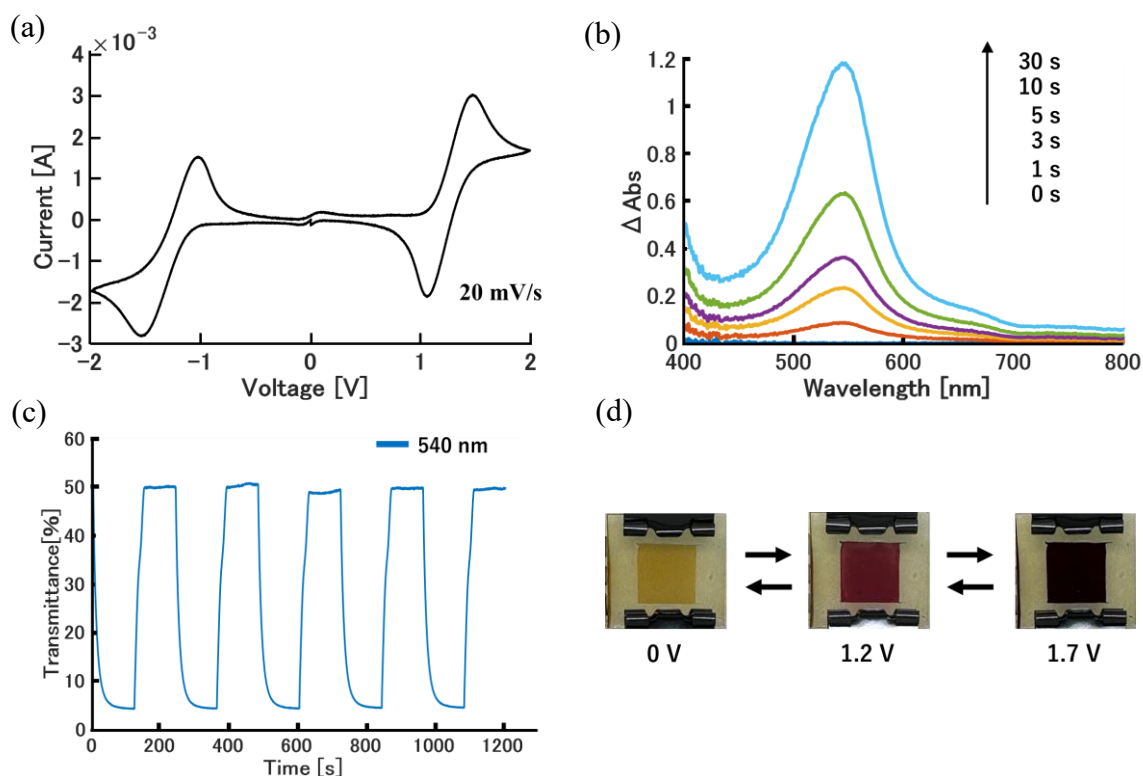 (a)
×10⁻³
4
3
2
1
0
-1
-2
-3
Current [A]
20 mV/s
-2 -1 0 1 2
Voltage [V]
(b)
1.2
1
0.8
0.6
0.4
0.2
0
Δ Abs
30 s
10 s
5 s
3 s
1 s
0 s
400 500 600 700 800
Wavelength [nm]
(c)
60
50
40
30
20
10
0
Transmittance[%]
540 nm
0 200 400 600 800 1000 1200
Time [s]
(d)
0 V 1.2 V 1.7 V